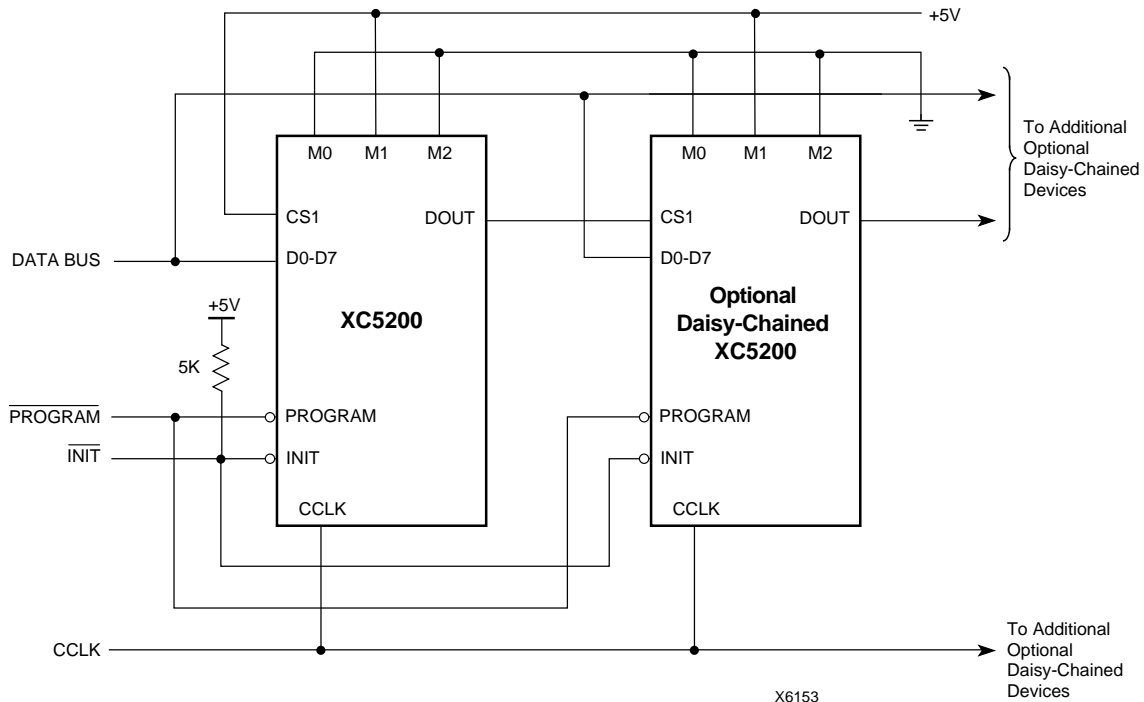 +5V
To Additional
Optional
Daisy-Chained
Devices
M0 M1 M2
CS1
DOUT
D0-D7
XC5200
PROGRAM
INIT
CCLK
M0 M1 M2
CS1
DOUT
D0-D7
Optional
Daisy-Chained
XC5200
PROGRAM
INIT
CCLK
DATA BUS
+5V
5K
PROGRAM
INIT
CCLK
To Additional
Optional
Daisy-Chained
Devices
X6153